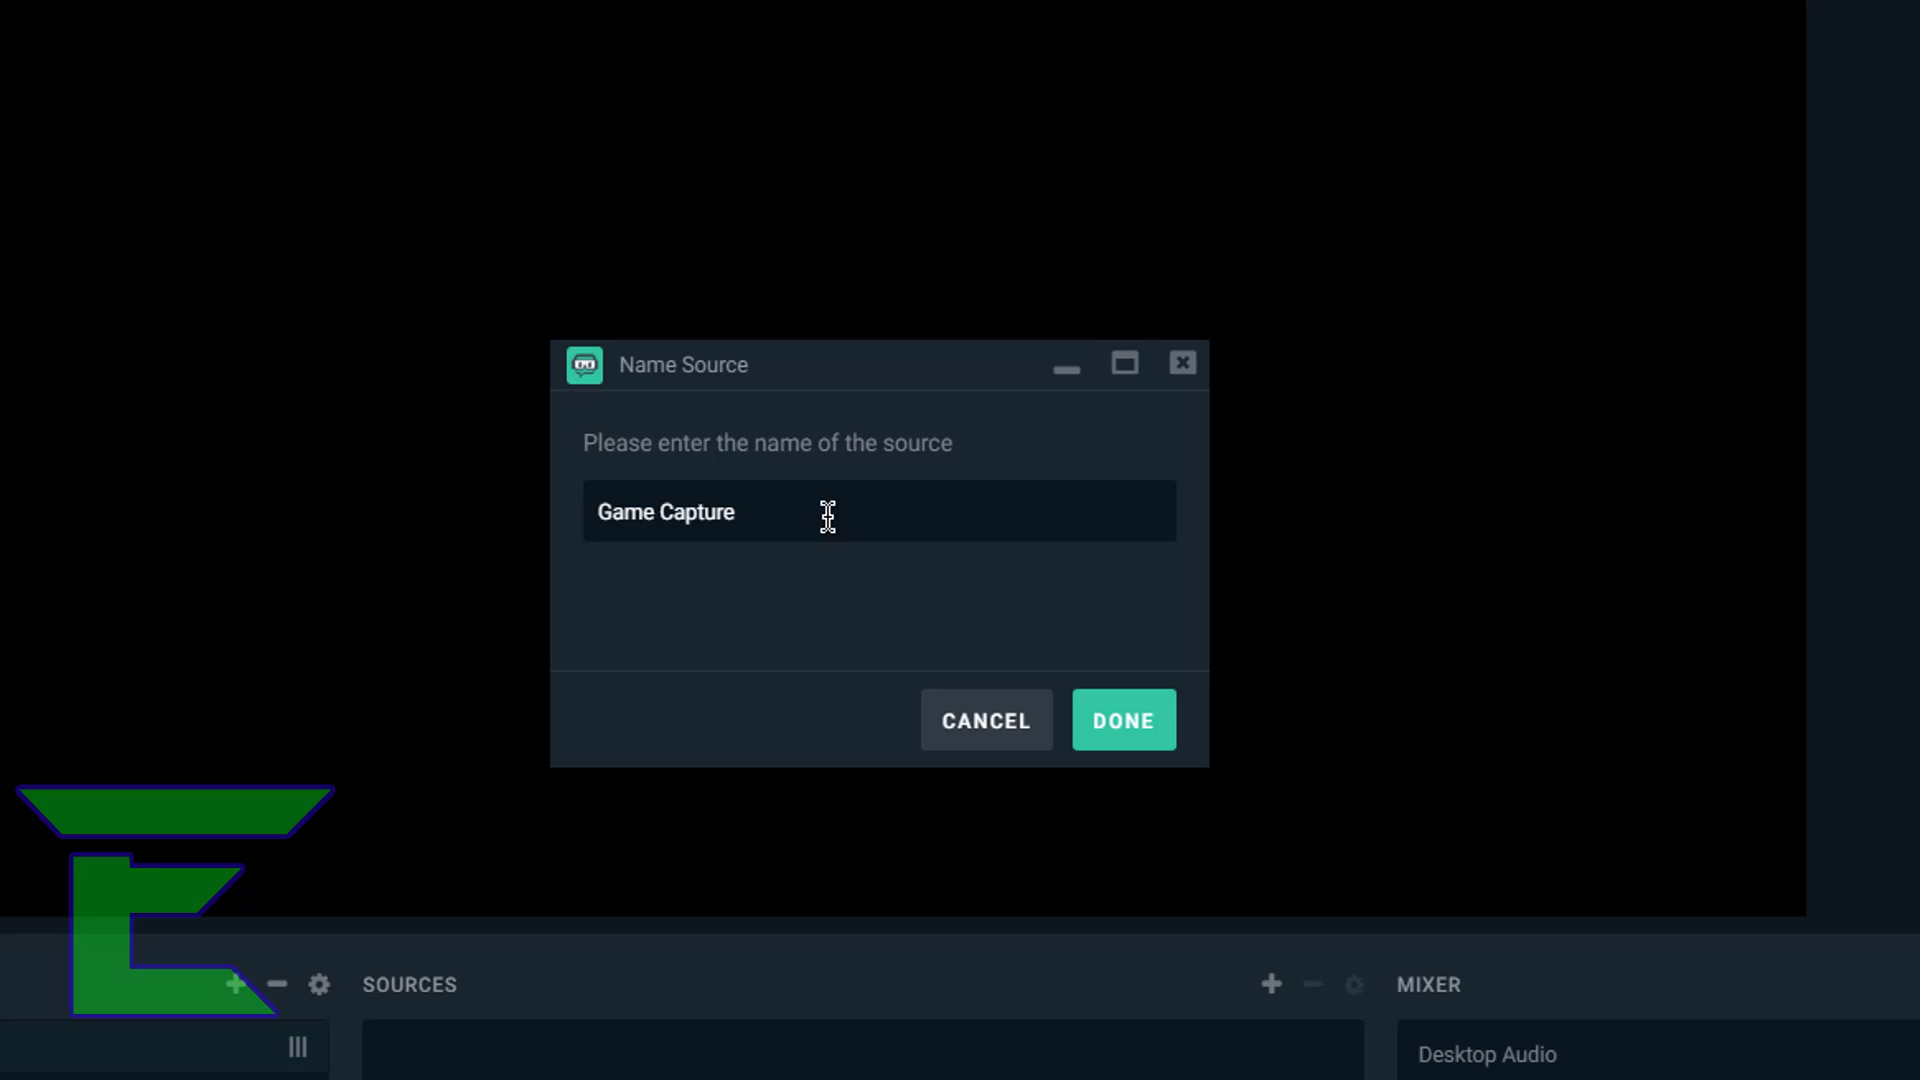 Name Source
Please enter the name of the source
Game Capture
CANCEL
DONE
SOURCES
MIXER
Desktop Audio